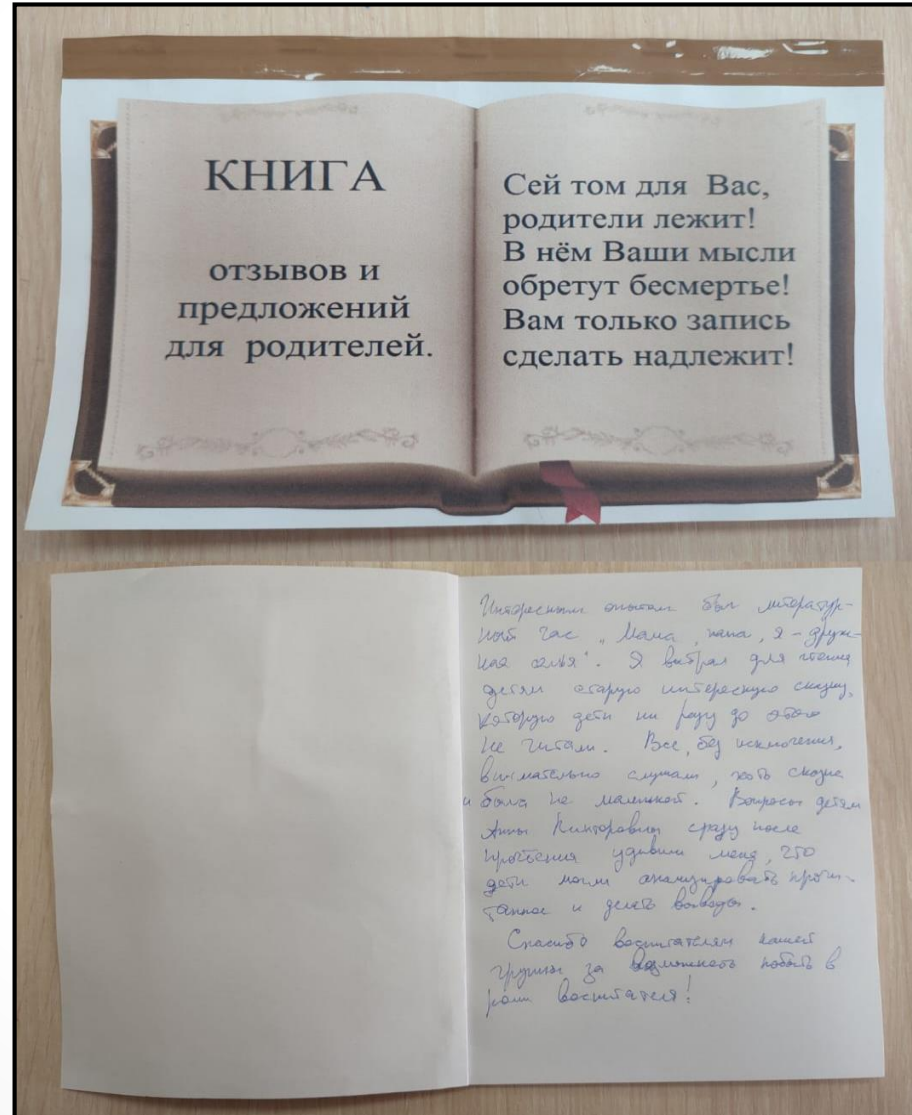 КНИГА
отзывов и
предложений
для родителей.
Сей том для Вас,
родители лежит!
В нём Ваши мысли
обретут бесмертье!
Вам только запись
сделать надлежит!
Интересным опытом был литератур-
ный час „Мама, папа, я – друж-
ная семья“. Я выбрал для чтения
детям старую интересную сказку,
которую дети ни разу до этого
не читали. Все, без исключения,
внимательно слушали, хоть сказка
и была не маленькой. Вопросы детям
Анны сразу после
прочтения удивили меня, что
дети могли анализировать прочи-
танное и делать выводы.
Спасибо воспитателям нашей
группы за возможность побыть в
роли воспитателя!